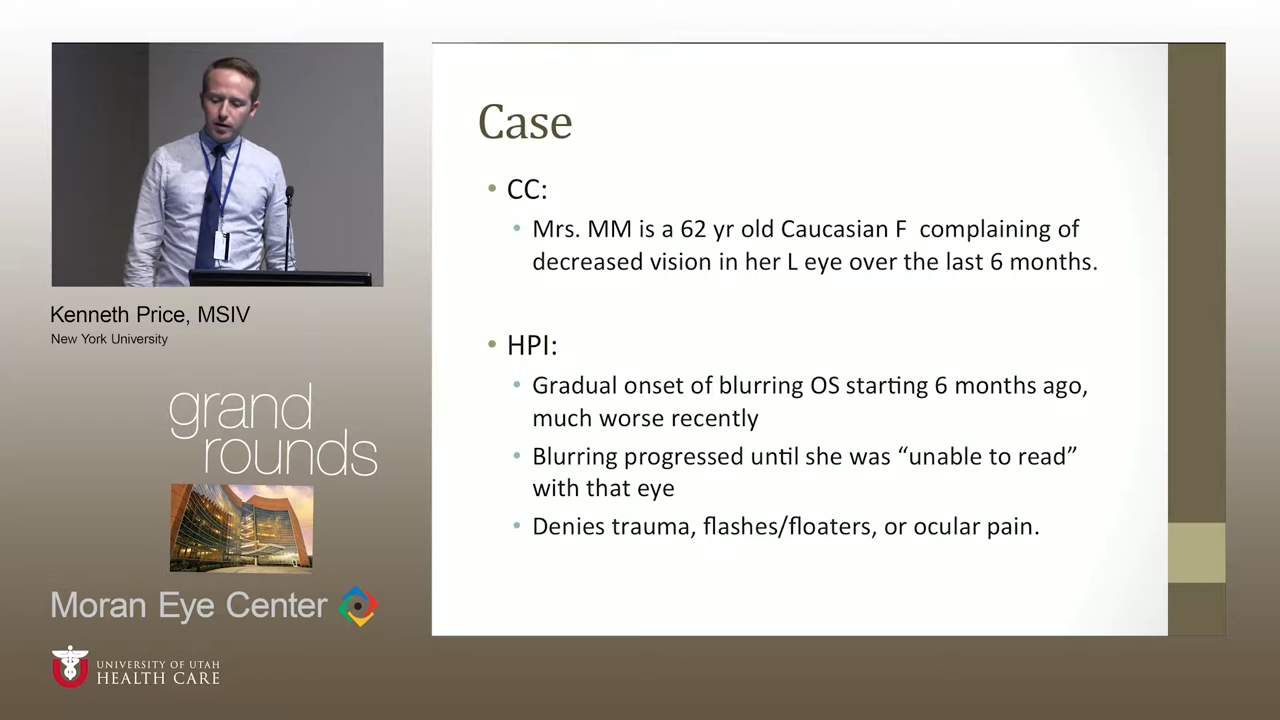 Case
• CC:
• Mrs. MM is a 62 yr old Caucasian F complaining of
decreased vision in her L eye over the last 6 months.
• HPI:
• Gradual onset of blurring OS starting 6 months ago,
much worse recently
• Blurring progressed until she was “unable to read”
with that eye
• Denies trauma, flashes/floaters, or ocular pain.
Kenneth Price, MSIV
New York University
grand
rounds
Moran Eye Center
UNIVERSITY OF UTAH
HEALTH CARE